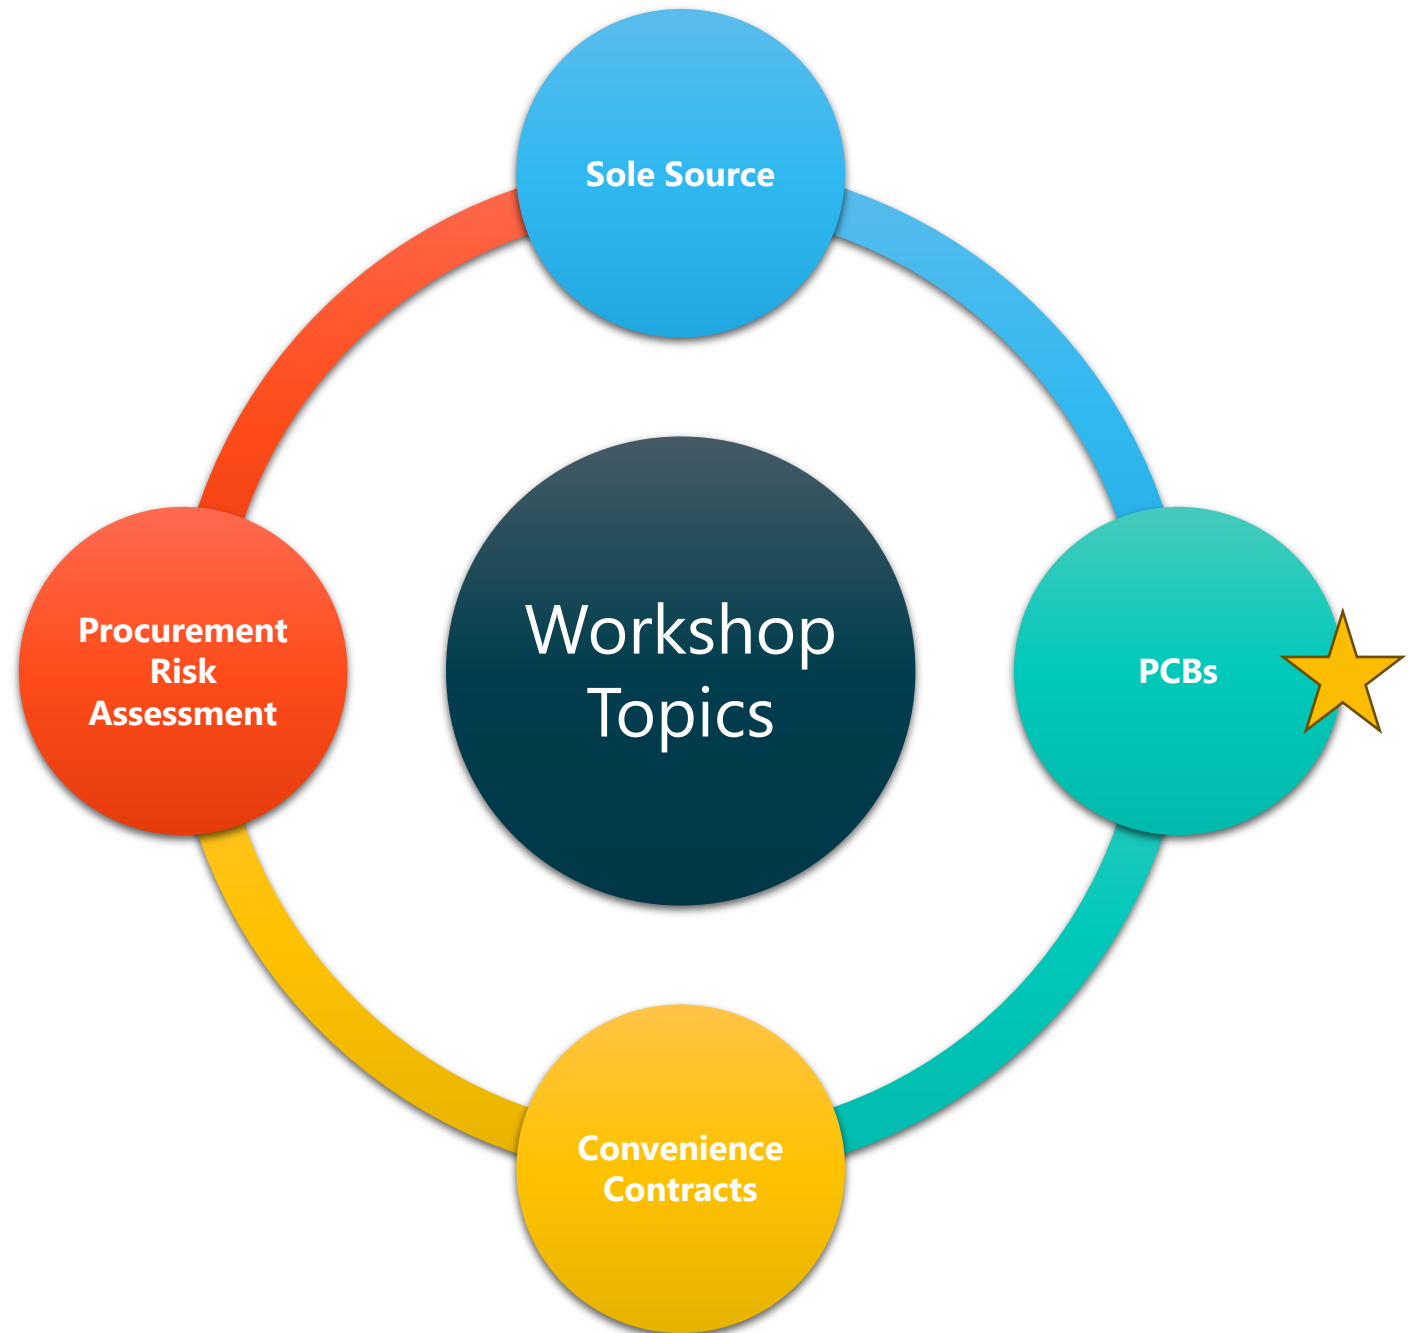 Sole Source
Procurement
Risk
Assessment
Workshop
Topics
PCBs
Convenience
Contracts